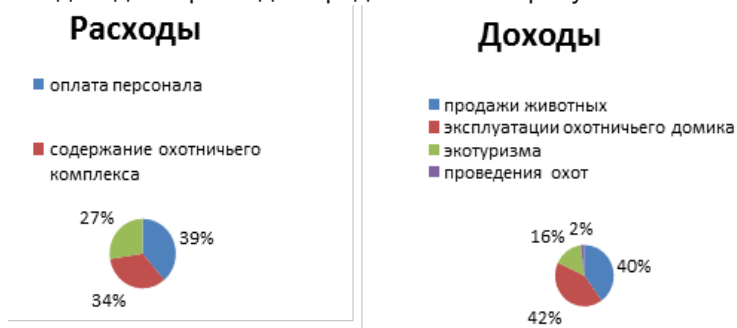 Расходы
оплата персонала
содержание охотничьего
комплекса
27%
39%
34%
Доходы
продажи животных
эксплуатации охотничьего домика
экотуризма
проведения охот
16%
2%
40%
42%